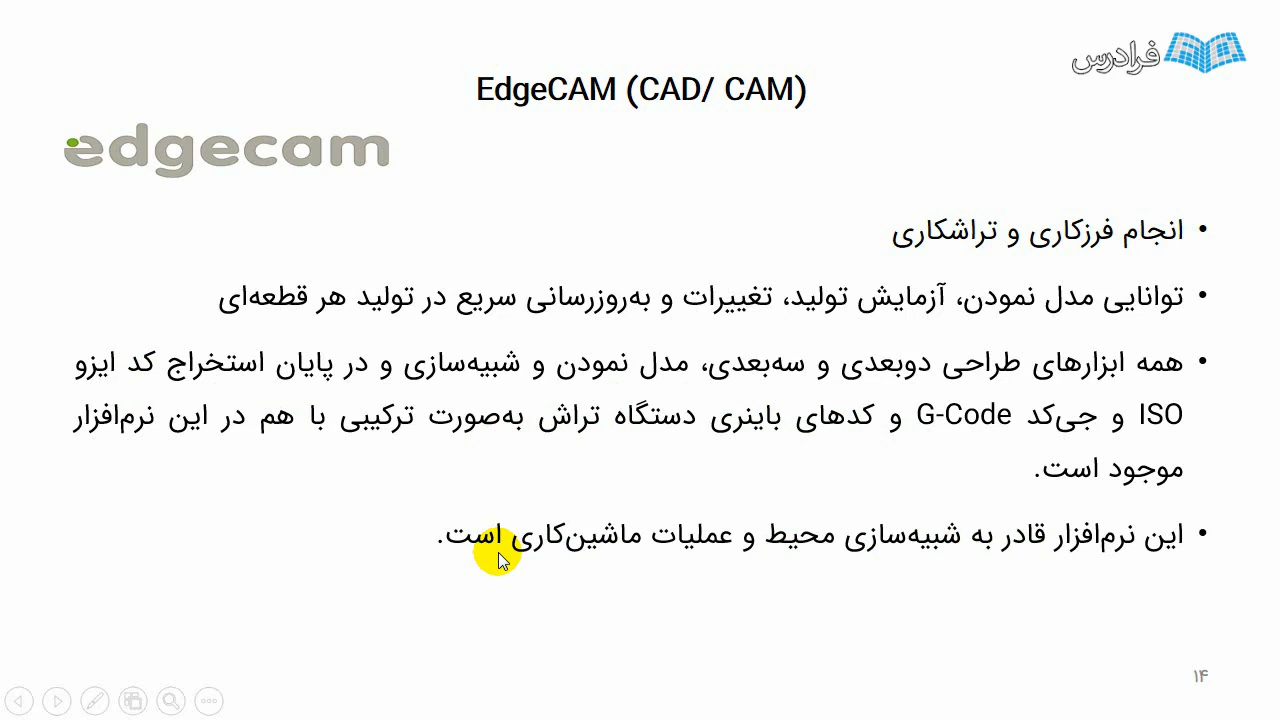 فرادرس
EdgeCAM (CAD/ CAM)
edgecam
• انجام فرزکاری و تراشکاری
• توانایی مدل نمودن، آزمایش تولید، تغییرات و به‌روزرسانی سریع در تولید هر قطعه‌ای
• همه ابزارهای طراحی دوبعدی و سه‌بعدی، مدل نمودن و شبیه‌سازی و در پایان استخراج کد ایزو
ISO و جی‌کد G-Code و کدهای باینری دستگاه تراش به‌صورت ترکیبی با هم در این نرم‌افزار
موجود است.
• این نرم‌افزار قادر به شبیه‌سازی محیط و عملیات ماشین‌کاری است.
۱۴